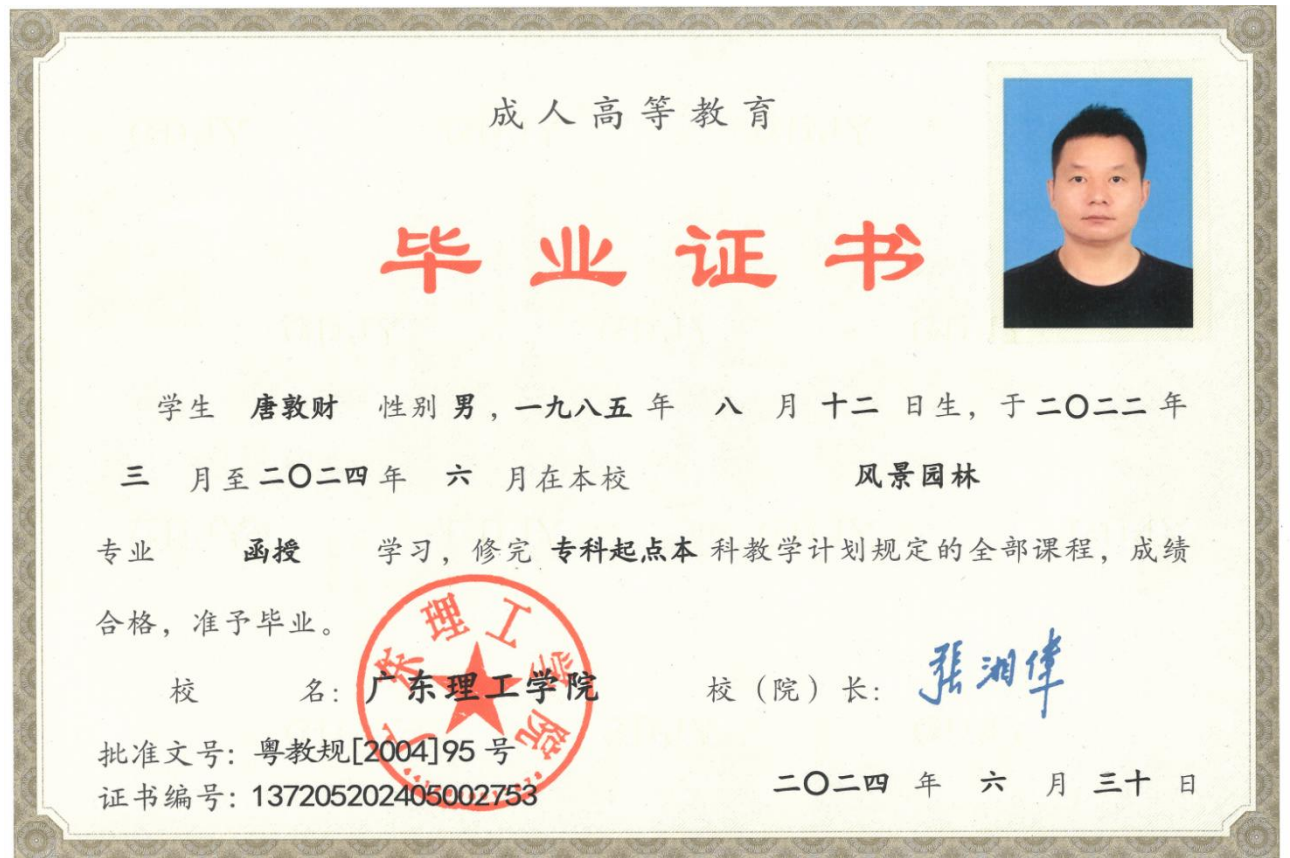 成人高等教育
毕业证书
学生 唐敦财 性别 男，一九八五 年 八 月 十二 日生，于 二〇二二 年
三 月至 二〇二四 年 六 月在本校 风景园林
专业 函授 学习，修完 专科起点本 科教学计划规定的全部课程，成绩
合格，准予毕业。
广东理工学院
校 名：广东理工学院 校（院）长：张湘伟
批准文号：粤教规[2004]95 号
证书编号：137205202405002753
二〇二四 年 六 月 三十 日